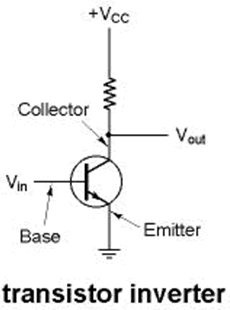 +Vcc
Collector
Vout
Vin
Base
Emitter
transistor inverter